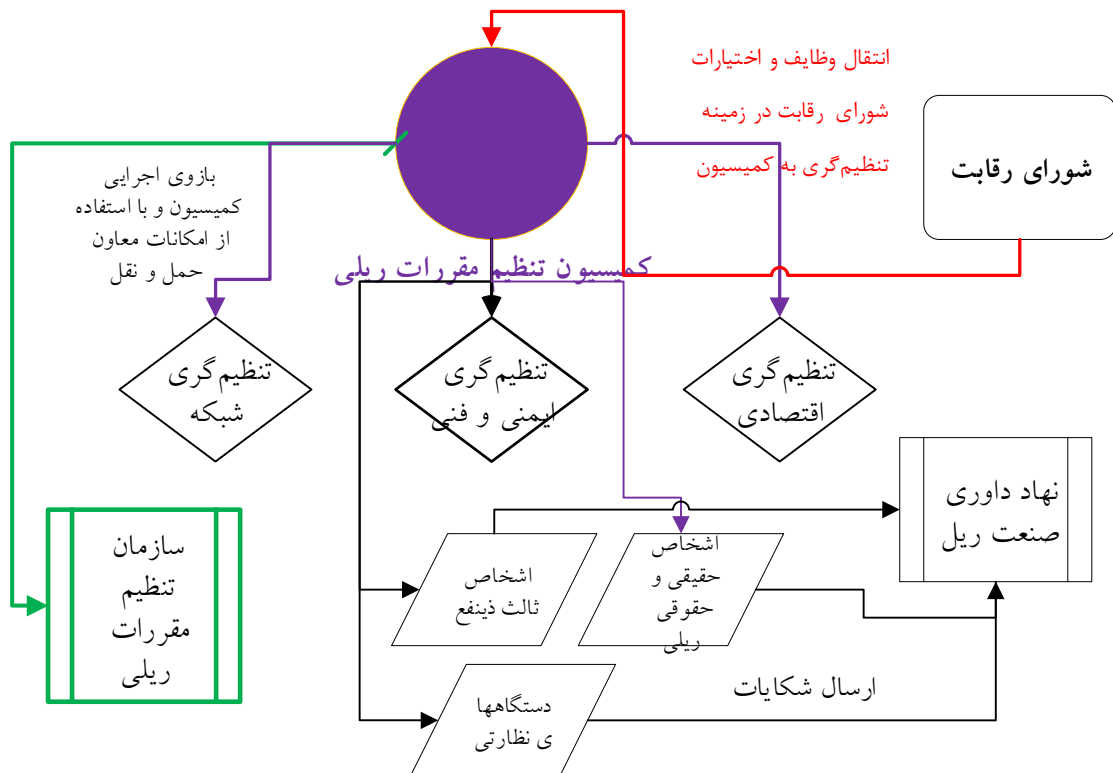 انتقال وظایف و اختیارات
شورای رقابت در زمینه
تنظیم‌گری به کمیسیون
شورای رقابت
بازوی اجرایی
کمیسیون و با استفاده
از امکانات معاون
حمل و نقل
کمیسیون تنظیم مقررات ریلی
تنظیم‌گری
اقتصادی
تنظیم‌گری
ایمنی و فنی
تنظیم‌گری
شبکه
نهاد داوری
صنعت ریل
اشخاص
حقیقی و
حقوقی
ریلی
اشخاص
ثالث ذینفع
سازمان
تنظیم
مقررات
ریلی
ارسال شکایات
دستگاهها
ی نظارتی